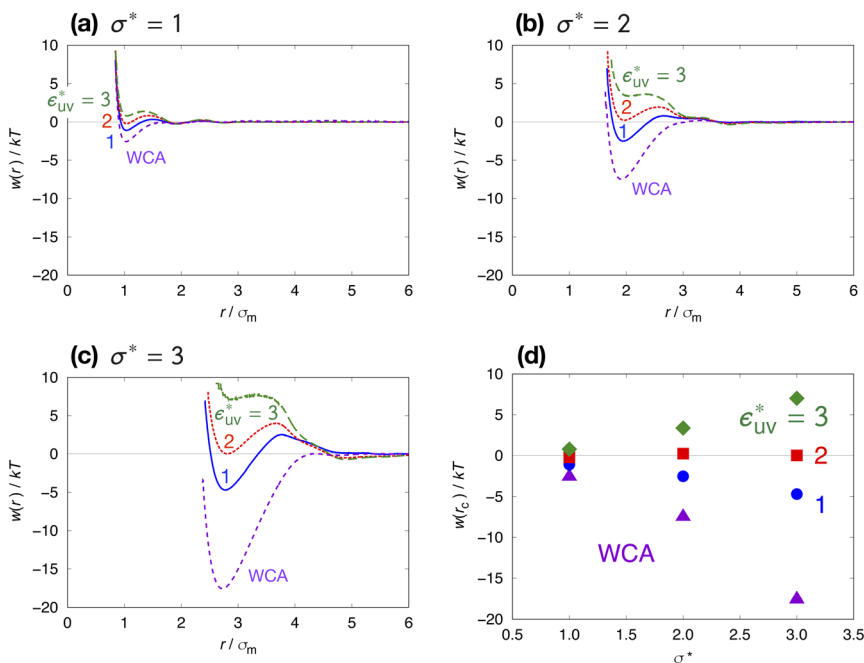 (a) σ* = 1
10
5
0
−5
−10
−15
−20
0 1 2 3 4 5 6
w(r) / kT
r / σm
ϵ*uv = 3
2
1
WCA
(b) σ* = 2
10
5
0
−5
−10
−15
−20
0 1 2 3 4 5 6
w(r) / kT
r / σm
ϵ*uv = 3
2
1
WCA
(c) σ* = 3
10
5
0
−5
−10
−15
−20
0 1 2 3 4 5 6
w(r) / kT
r / σm
ϵ*uv = 3
2
1
WCA
(d)
10
5
0
−5
−10
−15
−20
0.5 1.0 1.5 2.0 2.5 3.0 3.5
w(rc) / kT
σ*
ϵ*uv = 3
2
1
WCA